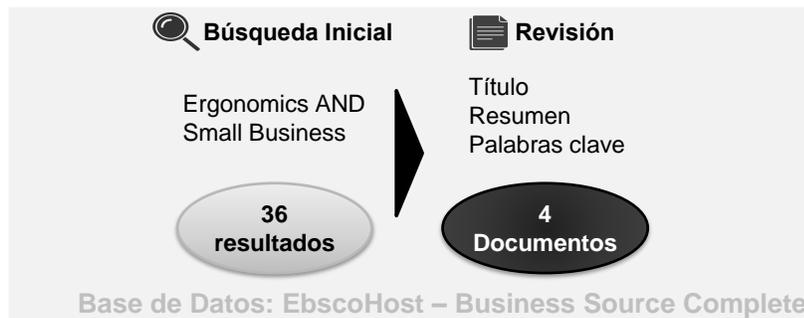 Búsqueda Inicial
Revisión
Ergonomics AND
Small Business
Título
Resumen
Palabras clave
36
resultados
4
Documentos
Base de Datos: EbscoHost – Business Source Complete